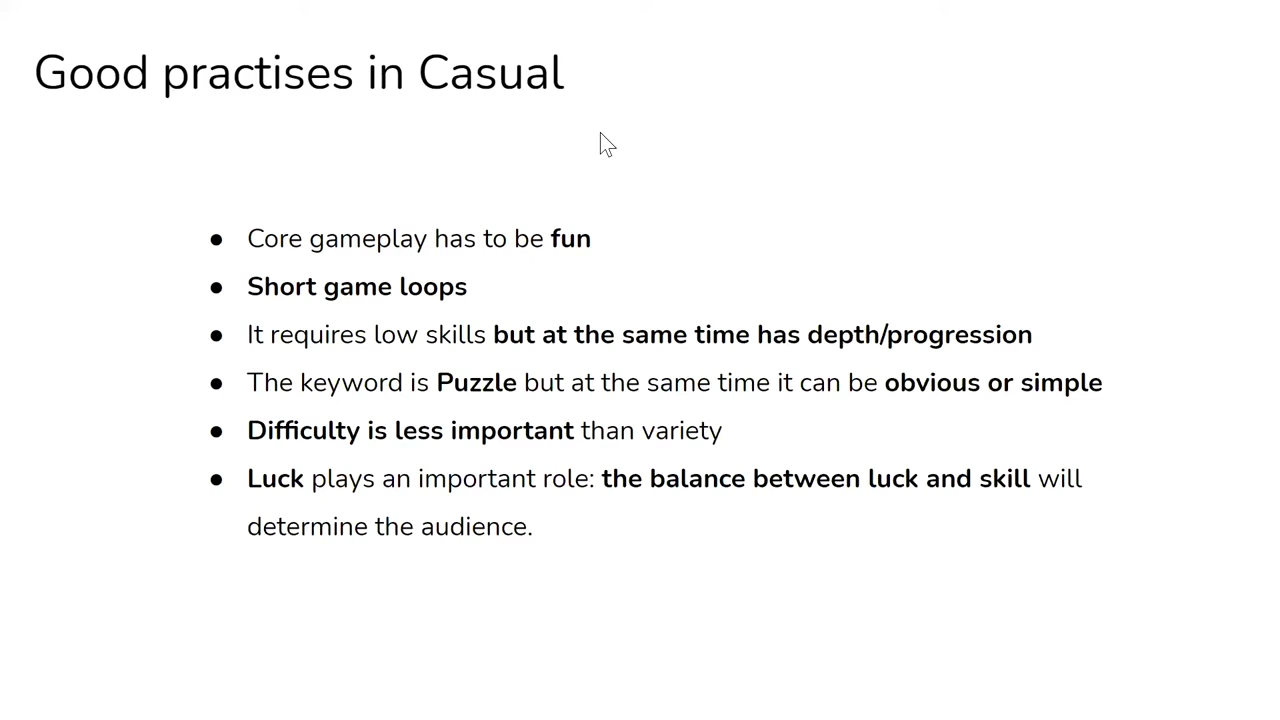 Good practises in Casual
● Core gameplay has to be fun
● Short game loops
● It requires low skills but at the same time has depth/progression
● The keyword is Puzzle but at the same time it can be obvious or simple
● Difficulty is less important than variety
● Luck plays an important role: the balance between luck and skill will
determine the audience.